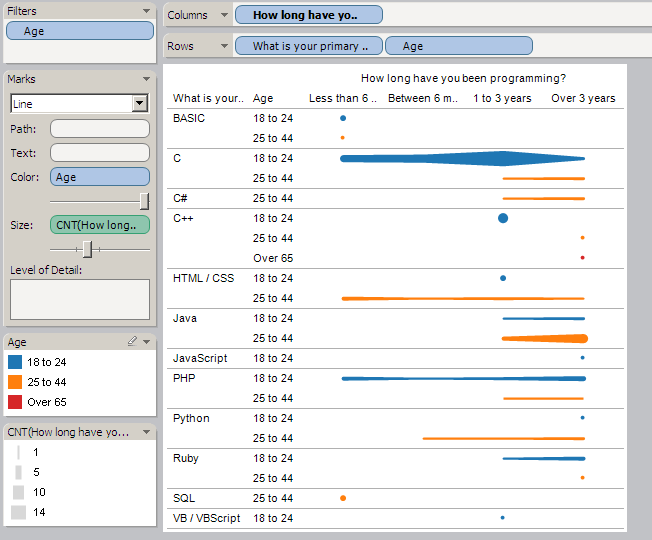 Filters
Age
Marks
Line
Path:
Text:
Color: Age
Size: CNT(How long..
Level of Detail:
Age
18 to 24
25 to 44
Over 65
CNT(How long have yo...
1
5
10
14
Columns How long have yo..
Rows What is your primary .. Age
How long have you been programming?
What is your.. Age Less than 6 .. Between 6 m.. 1 to 3 years Over 3 years
BASIC 18 to 24
25 to 44
C 18 to 24
25 to 44
C# 25 to 44
C++ 18 to 24
25 to 44
Over 65
HTML / CSS 18 to 24
25 to 44
Java 18 to 24
25 to 44
JavaScript 18 to 24
PHP 18 to 24
25 to 44
Python 18 to 24
25 to 44
Ruby 18 to 24
25 to 44
SQL 25 to 44
VB / VBScript 18 to 24